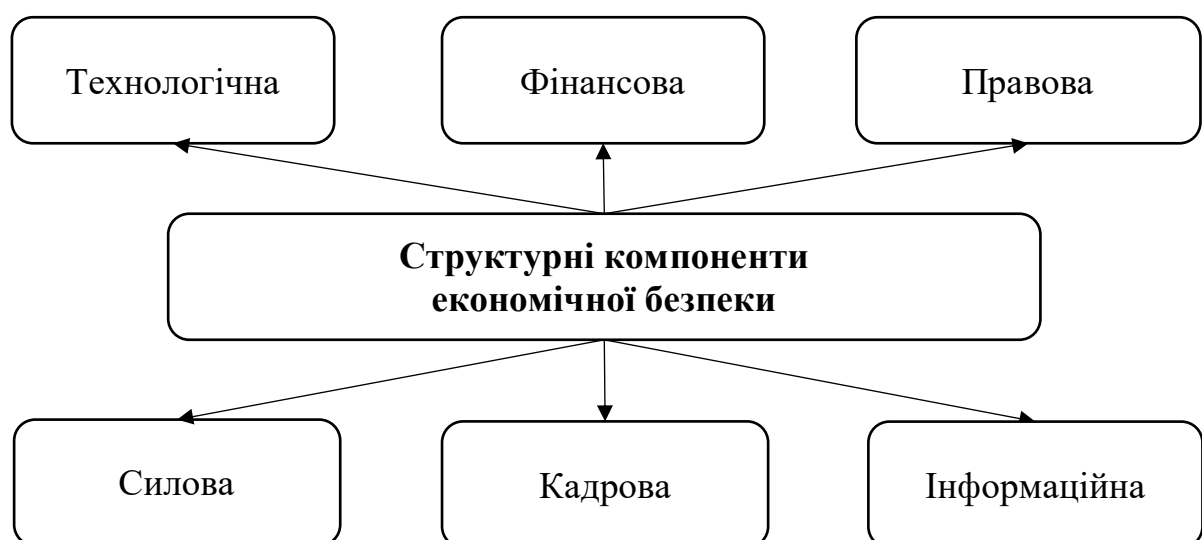 Технологічна
Фінансова
Правова
Структурні компоненти
економічної безпеки
Силова
Кадрова
Інформаційна